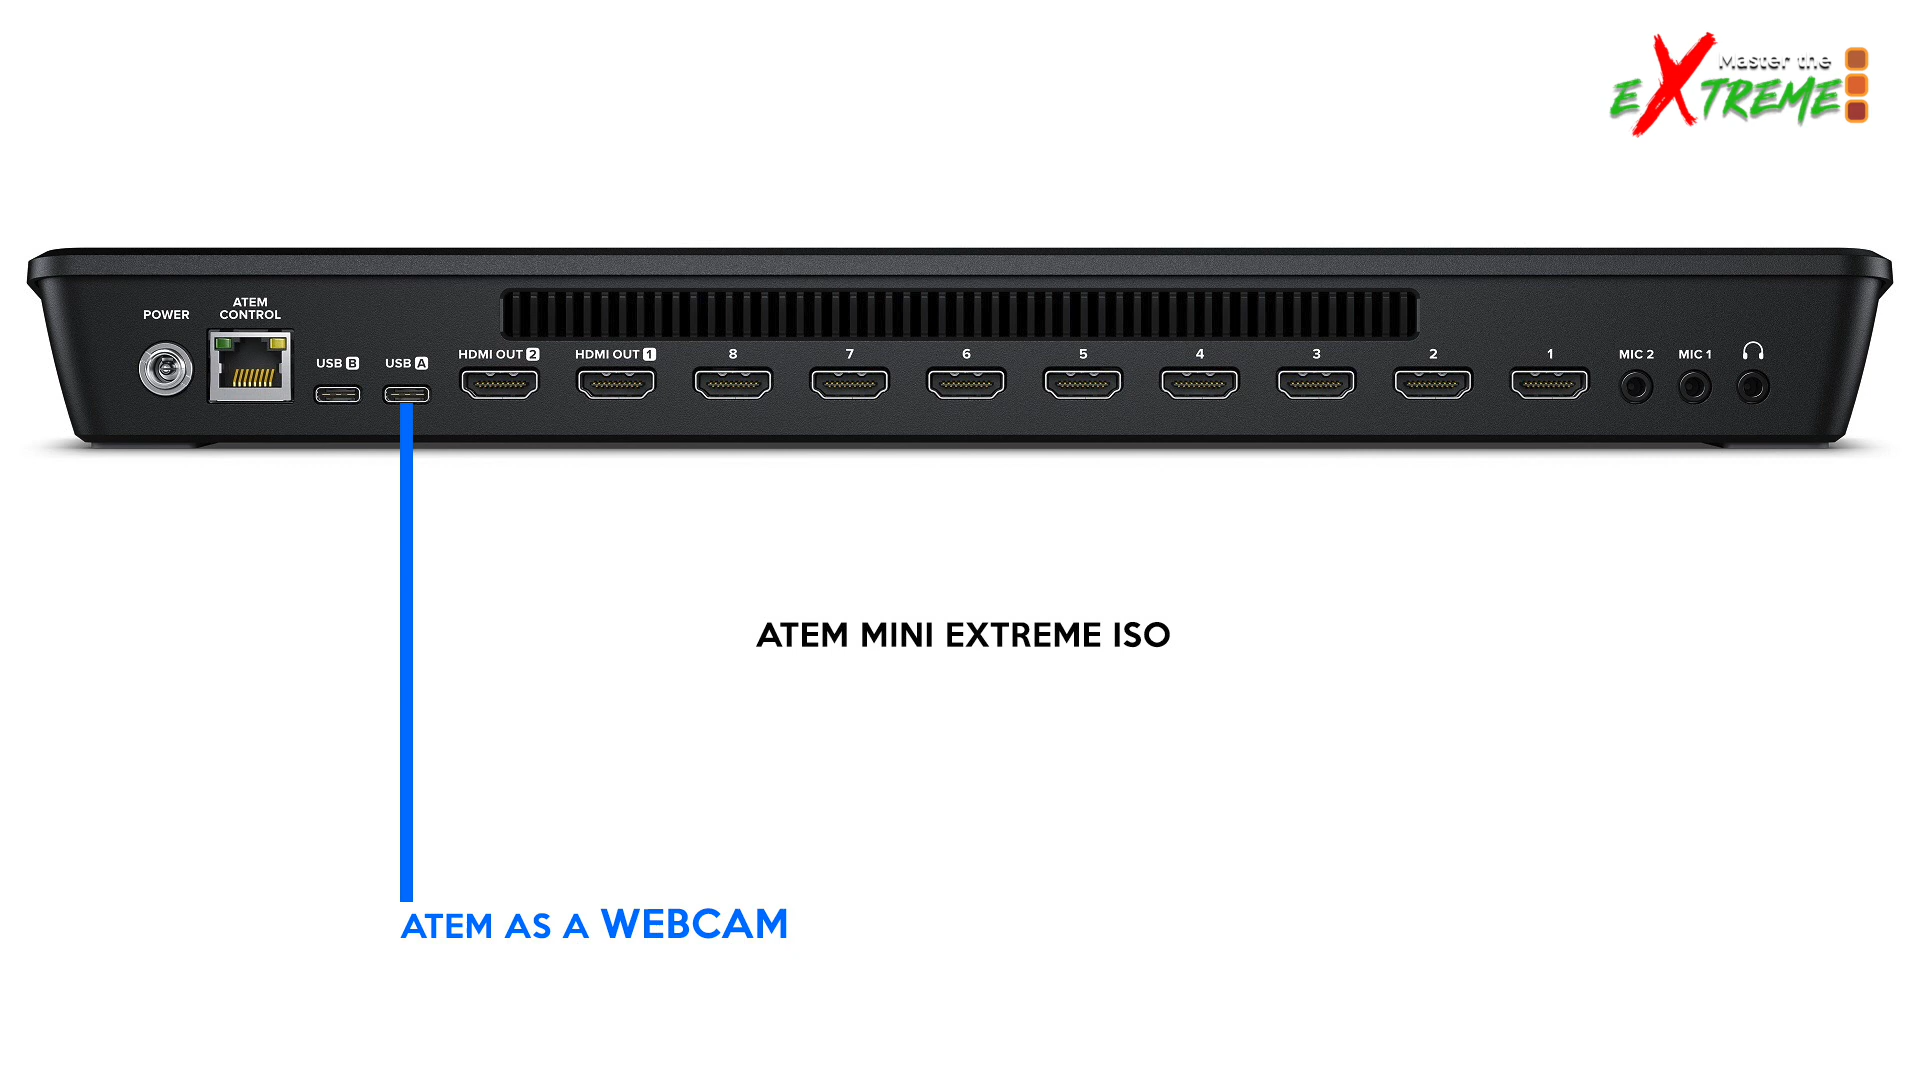 Master the
eXTREME
POWER
ATEM
CONTROL
USB B
USB A
HDMI OUT 2
HDMI OUT 1
8
7
6
5
4
3
2
1
MIC 2
MIC 1
ATEM MINI EXTREME ISO
ATEM AS A WEBCAM